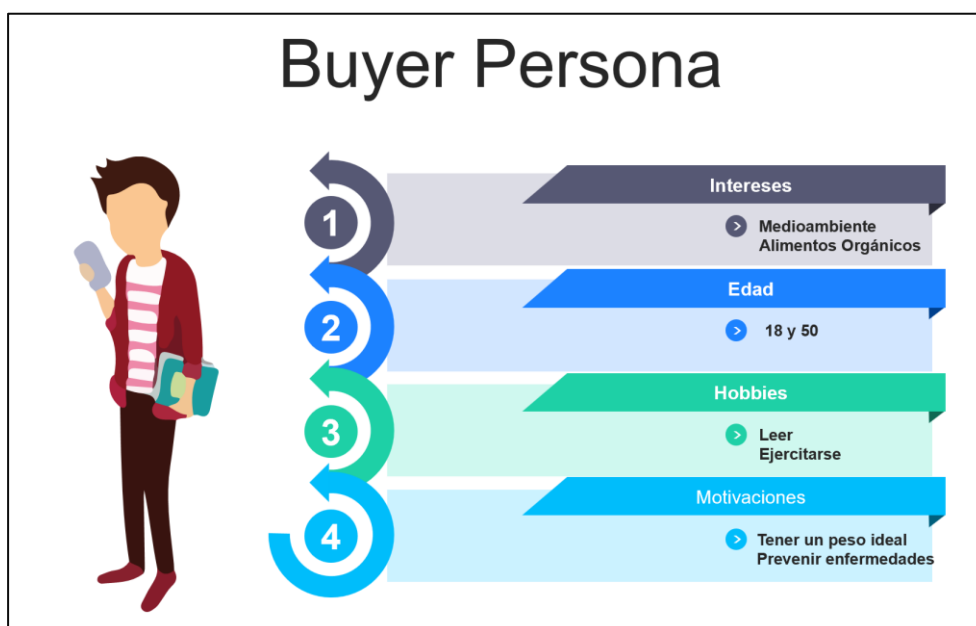 Buyer Persona
1
Intereses
Medioambiente
Alimentos Orgánicos
2
Edad
18 y 50
3
Hobbies
Leer
Ejercitarse
4
Motivaciones
Tener un peso ideal
Prevenir enfermedades